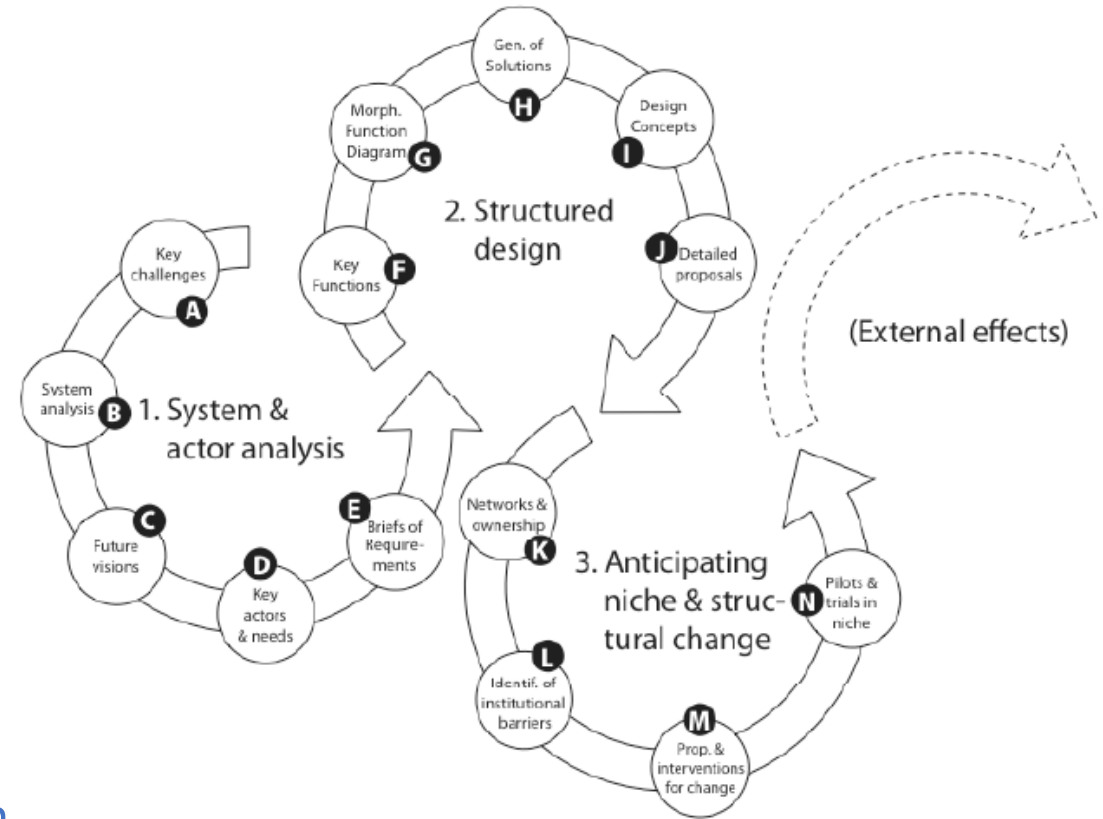 Key
challenges
A
System
analysis
B
Future
visions
C
D
Key
actors
& needs
E
Briefs of
Require-
ments
1. System &
actor analysis
Key
Functions
F
Morph.
Function
Diagram
G
Gen. of
Solutions
H
Design
Concepts
I
J
Detailed
proposals
2. Structured
design
Networks &
ownership
K
L
Identif. of
institutional
barriers
M
Prop. &
interventions
for change
N
Pilots &
trials in
niche
3. Anticipating
niche & struc-
tural change
(External effects)